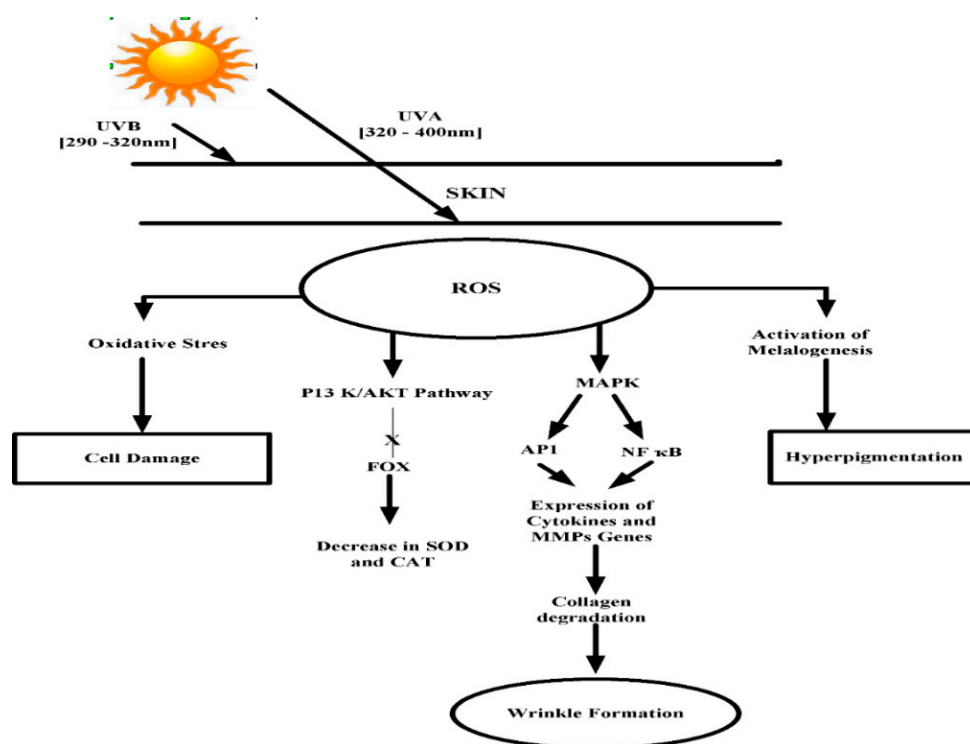 UVB
[290 -320nm]
UVA
[320 - 400nm]
SKIN
ROS
Oxidative Stres
P13 K/AKT Pathway
MAPK
Activation of
Melalogenesis
X
FOX
AP1
NF κB
Cell Damage
Hyperpigmentation
Decrease in SOD
and CAT
Expression of
Cytokines and
MMPs Genes
Collagen
degradation
Wrinkle Formation